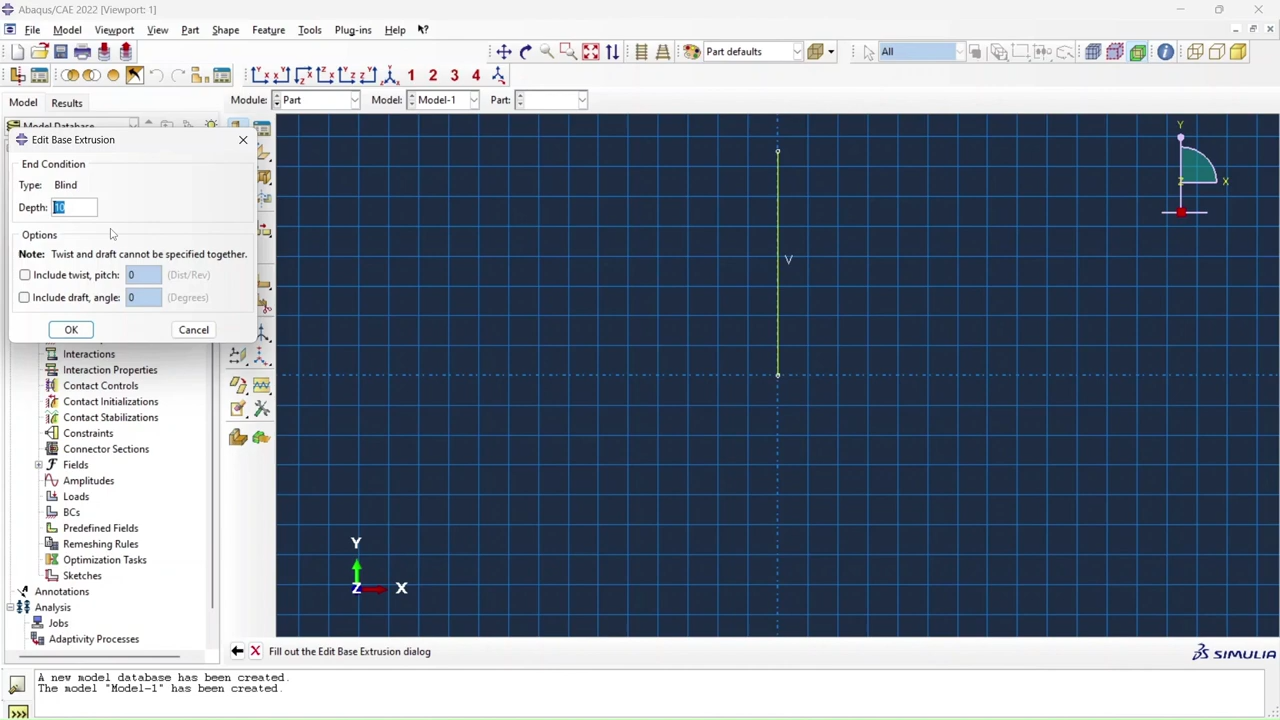 Abaqus/CAE 2022 [Viewport: 1]
File Model Viewport View Part Shape Feature Tools Plug-ins Help
Part defaults All
1 2 3 4
Model Results Module: Part Model: Model-1 Part:
Model Database
Edit Base Extrusion
End Condition
Type: Blind
Depth: 10
Options
Note: Twist and draft cannot be specified together.
Include twist, pitch: 0 (Dist/Rev)
Include draft, angle: 0 (Degrees)
OK Cancel
Interactions
Interaction Properties
Contact Controls
Contact Initializations
Contact Stabilizations
Constraints
Connector Sections
Fields
Amplitudes
Loads
BCs
Predefined Fields
Remeshing Rules
Optimization Tasks
Sketches
Annotations
Analysis
Jobs
Adaptivity Processes
V
Y
Z X
Y
Z X
Fill out the Edit Base Extrusion dialog
SIMULIA
A new model database has been created.
The model "Model-1" has been created.